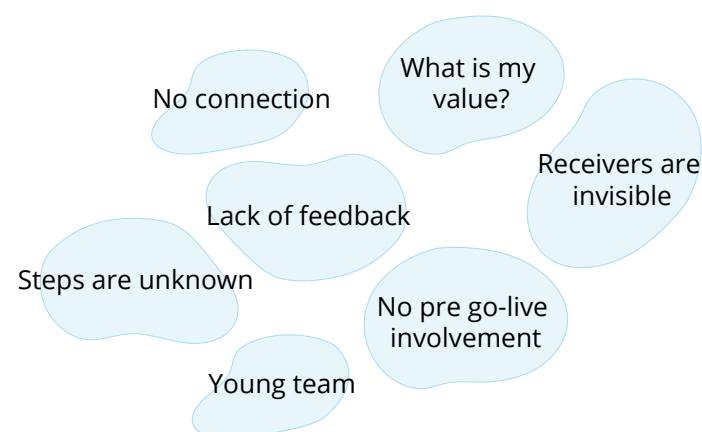 What is my
value?
No connection
Receivers are
invisible
Lack of feedback
Steps are unknown
No pre go-live
involvement
Young team